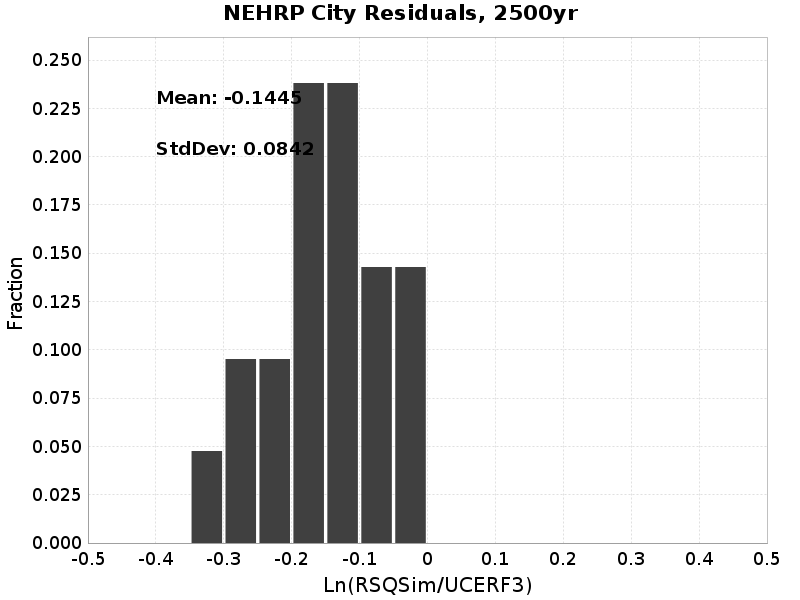 NEHRP City Residuals, 2500yr
0.250
0.225
0.200
0.175
0.150
0.125
0.100
0.075
0.050
0.025
0.000
Fraction
Mean: -0.1445
StdDev: 0.0842
-0.5 -0.4 -0.3 -0.2 -0.1 0 0.1 0.2 0.3 0.4 0.5
Ln(RSQSim/UCERF3)